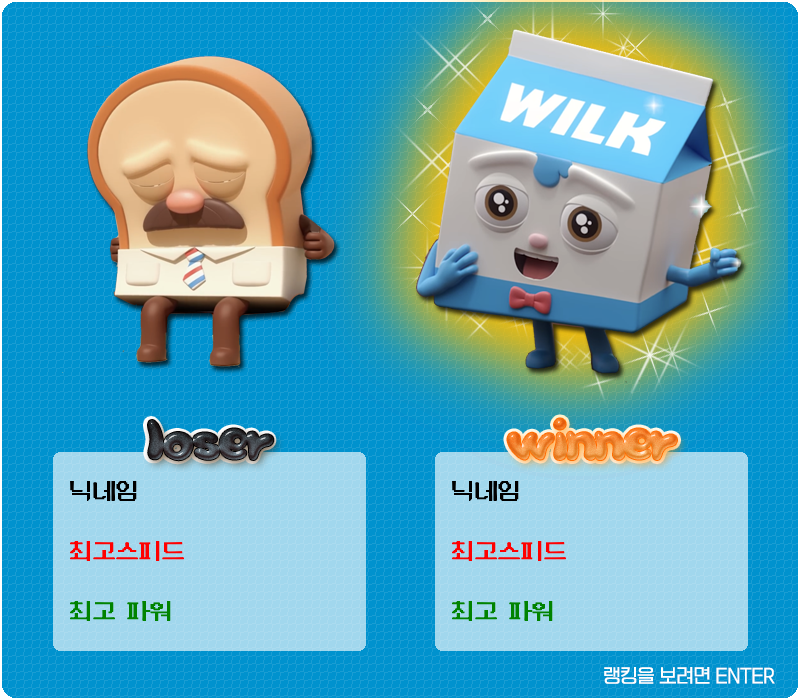 WILK
loser
winner
닉네임
최고스피드
최고 파워
닉네임
최고스피드
최고 파워
랭킹을 보려면 ENTER